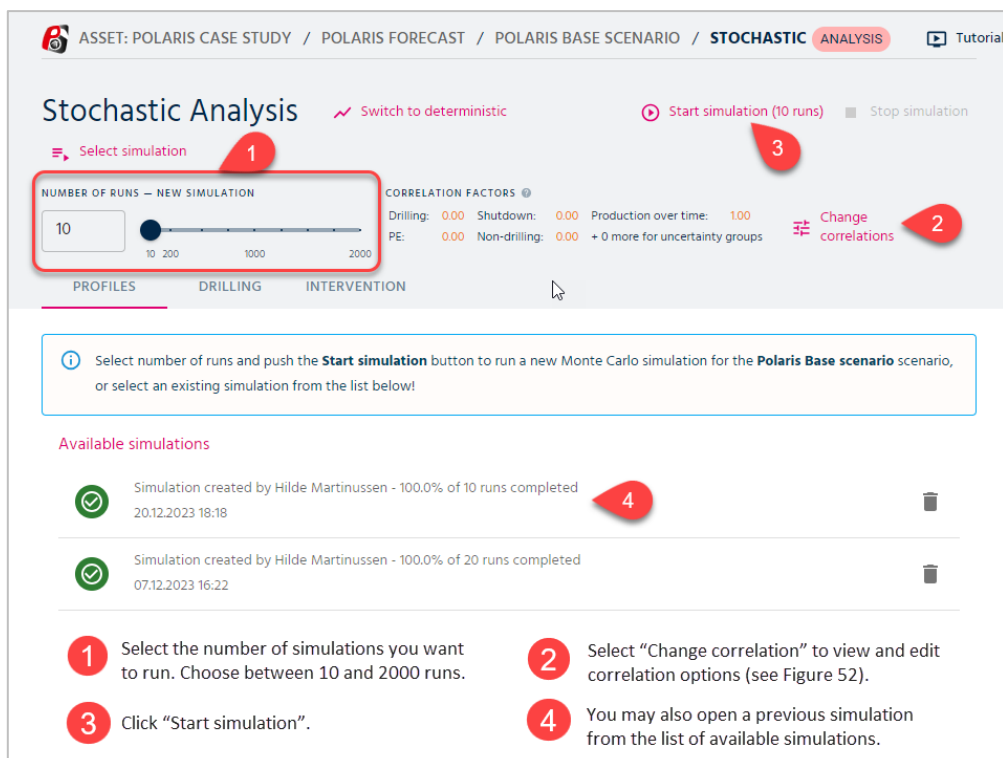 ASSET: POLARIS CASE STUDY / POLARIS FORECAST / POLARIS BASE SCENARIO / STOCHASTIC ANALYSIS Tutorial
Stochastic Analysis Switch to deterministic Start simulation (10 runs) Stop simulation
Select simulation 1 3
NUMBER OF RUNS – NEW SIMULATION CORRELATION FACTORS
10 Drilling: 0.00 Shutdown: 0.00 Production over time: 1.00 Change 2
PE: 0.00 Non-drilling: 0.00 + 0 more for uncertainty groups correlations
10 200 1000 2000
PROFILES DRILLING INTERVENTION
Select number of runs and push the Start simulation button to run a new Monte Carlo simulation for the Polaris Base scenario scenario,
or select an existing simulation from the list below!
Available simulations
Simulation created by Hilde Martinussen - 100.0% of 10 runs completed 4
20.12.2023 18:18
Simulation created by Hilde Martinussen - 100.0% of 20 runs completed
07.12.2023 16:22
1 Select the number of simulations you want
to run. Choose between 10 and 2000 runs.
2 Select “Change correlation” to view and edit
correlation options (see Figure 52).
3 Click “Start simulation”.
4 You may also open a previous simulation
from the list of available simulations.